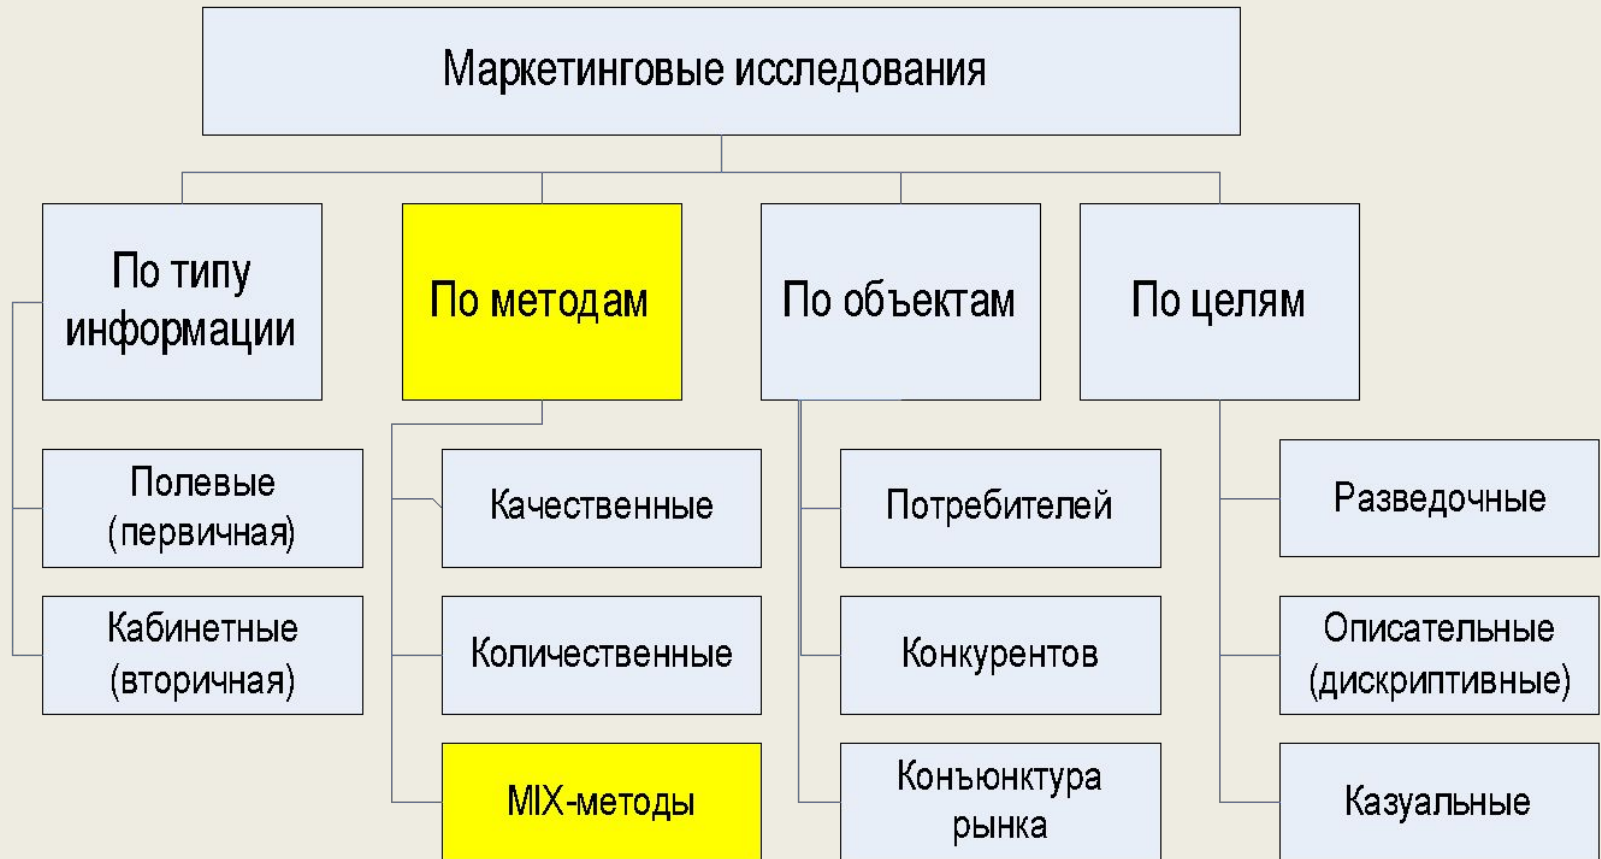 Маркетинговые исследования
По типу
информации
По методам
По объектам
По целям
Полевые
(первичная)
Качественные
Потребителей
Разведочные
Кабинетные
(вторичная)
Количественные
Конкурентов
Описательные
(дискриптивные)
MIX-методы
Конъюнктура
рынка
Казуальные